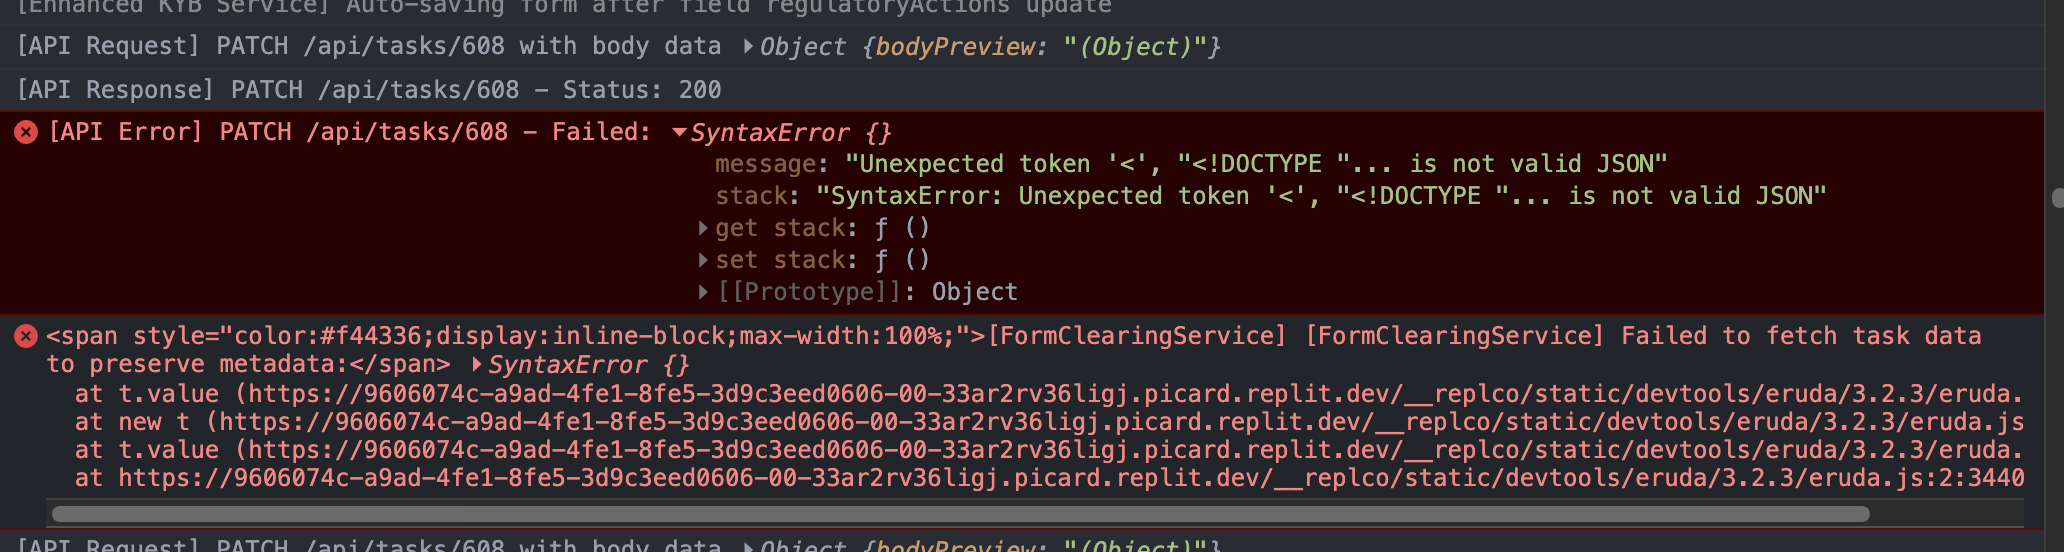 [Enhanced KYB Service] Auto-saving form after field regulatoryActions update
[API Request] PATCH /api/tasks/608 with body data ▶Object {bodyPreview: "(Object)"}
[API Response] PATCH /api/tasks/608 – Status: 200
[API Error] PATCH /api/tasks/608 – Failed: ▼SyntaxError {}
message: "Unexpected token '<', "<!DOCTYPE "... is not valid JSON"
stack: "SyntaxError: Unexpected token '<', "<!DOCTYPE "... is not valid JSON"
▶get stack: ƒ ()
▶set stack: ƒ ()
▶[[Prototype]]: Object
<span style="color:#f44336;display:inline-block;max-width:100%;">[FormClearingService] [FormClearingService] Failed to fetch task data
to preserve metadata:</span> ▶SyntaxError {}
at t.value (https://9606074c-a9ad-4fe1-8fe5-3d9c3eed0606-00-33ar2rv36ligj.picard.replit.dev/__replco/static/devtools/eruda/3.2.3/eruda.
at new t (https://9606074c-a9ad-4fe1-8fe5-3d9c3eed0606-00-33ar2rv36ligj.picard.replit.dev/__replco/static/devtools/eruda/3.2.3/eruda.js
at t.value (https://9606074c-a9ad-4fe1-8fe5-3d9c3eed0606-00-33ar2rv36ligj.picard.replit.dev/__replco/static/devtools/eruda/3.2.3/eruda.
at https://9606074c-a9ad-4fe1-8fe5-3d9c3eed0606-00-33ar2rv36ligj.picard.replit.dev/__replco/static/devtools/eruda/3.2.3/eruda.js:2:3440
[API Request] PATCH /api/tasks/608 with body data ▶Object {bodyPreview: "(Object)"}